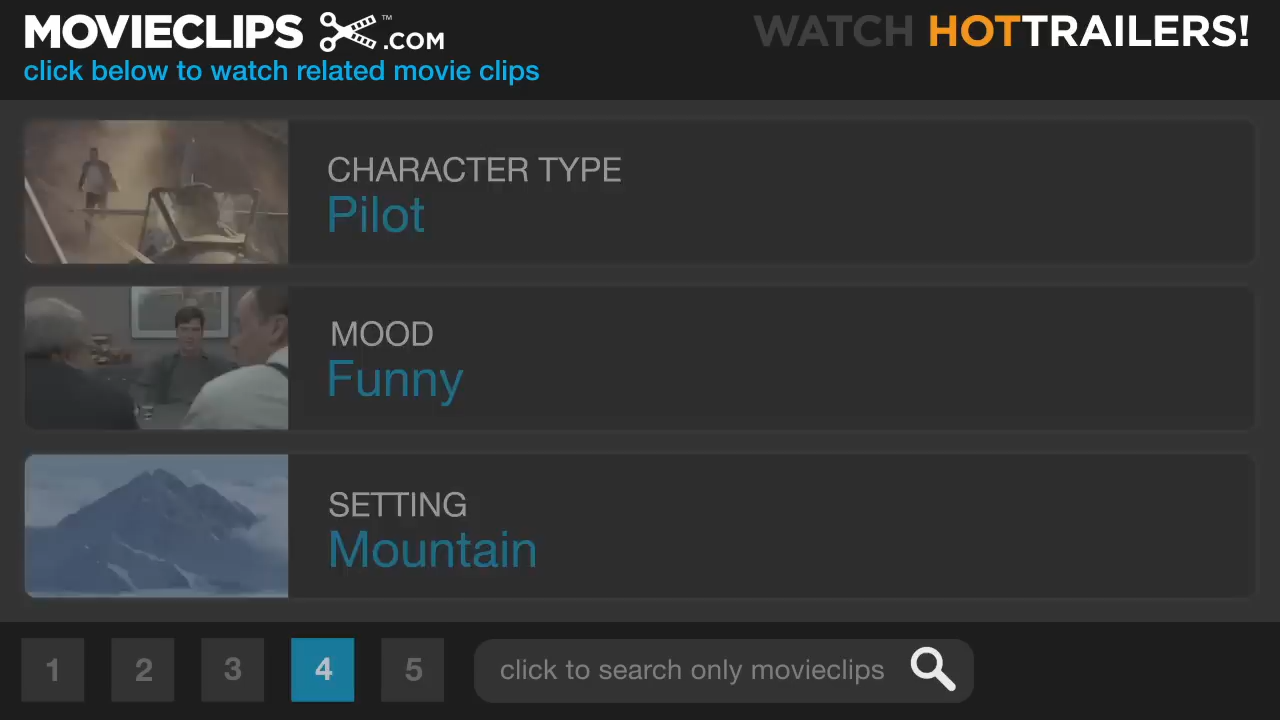 MOVIECLIPS ™ .COM
WATCH HOTTRAILERS!
click below to watch related movie clips
CHARACTER TYPE
Pilot
MOOD
Funny
SETTING
Mountain
1 2 3 4 5 click to search only movieclips